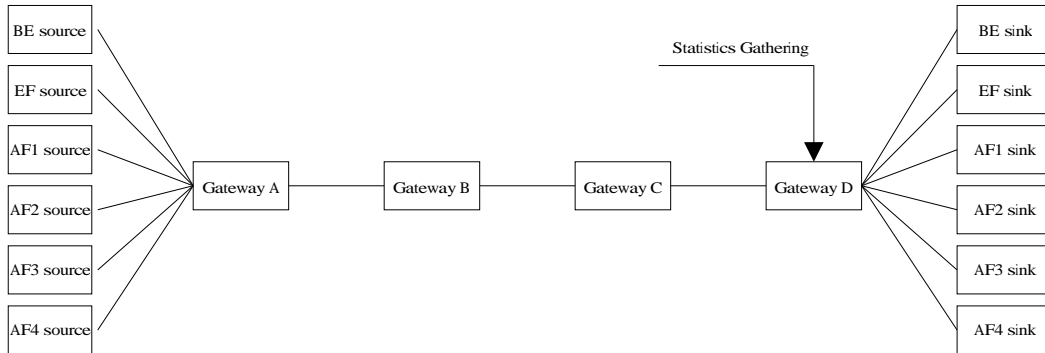 BE source
EF source
AF1 source
AF2 source
AF3 source
AF4 source
Gateway A
Gateway B
Gateway C
Statistics Gathering
Gateway D
BE sink
EF sink
AF1 sink
AF2 sink
AF3 sink
AF4 sink